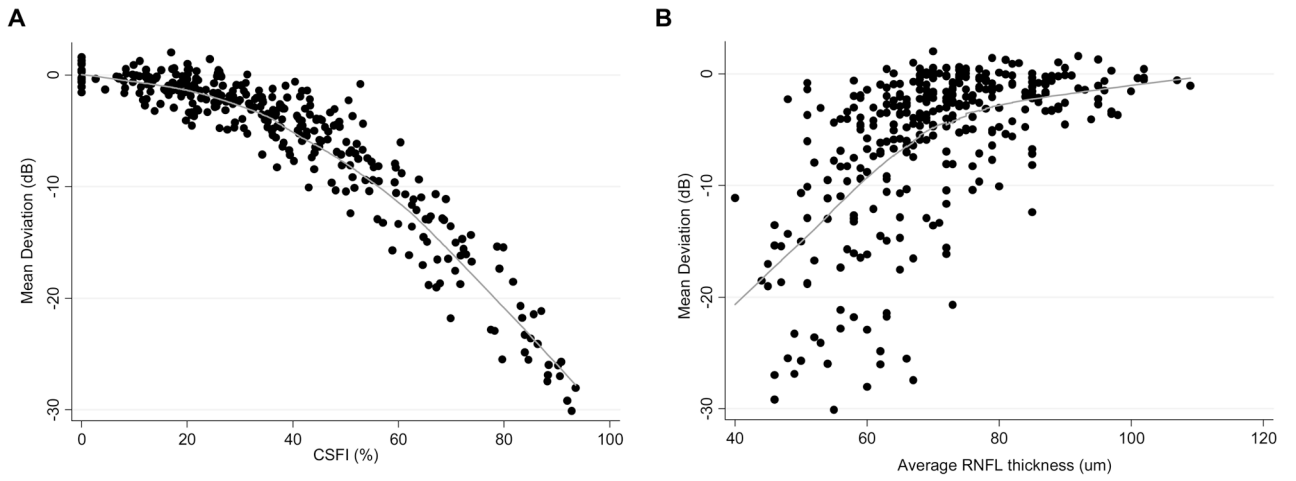 A
0
-10
-20
-30
Mean Deviation (dB)
0 20 40 60 80 100
CSFI (%)
B
0
-10
-20
-30
Mean Deviation (dB)
40 60 80 100 120
Average RNFL thickness (um)